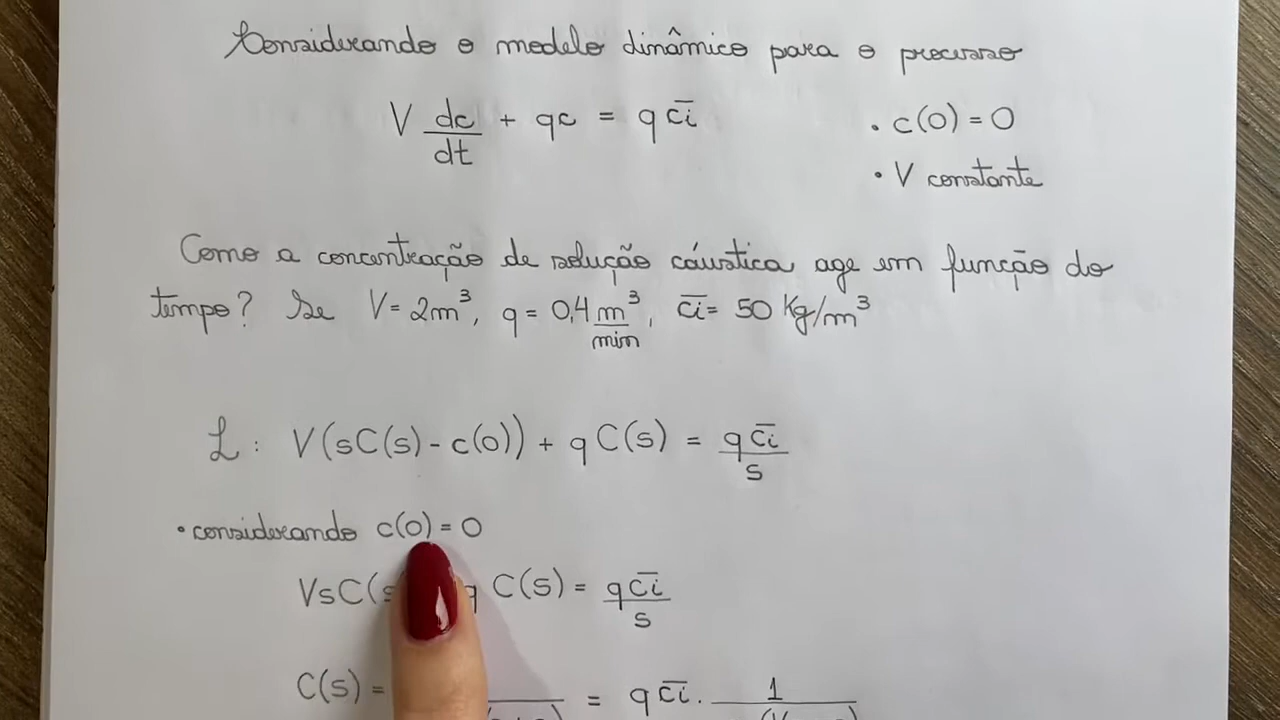 Considerando o modelo dinâmico para o processo
V dc/dt + qc = q c̄i
• c(0) = 0
• V constante
Como a concentração de solução cáustica age em função do
tempo? Se V = 2m³, q = 0,4 m³/min, c̄i = 50 Kg/m³
ℒ: V(sC(s) - c(0)) + q C(s) = q c̄i/s
• considerando c(0) = 0
VsC( q C(s) = q c̄i/s
C(s) = = q c̄i . 1